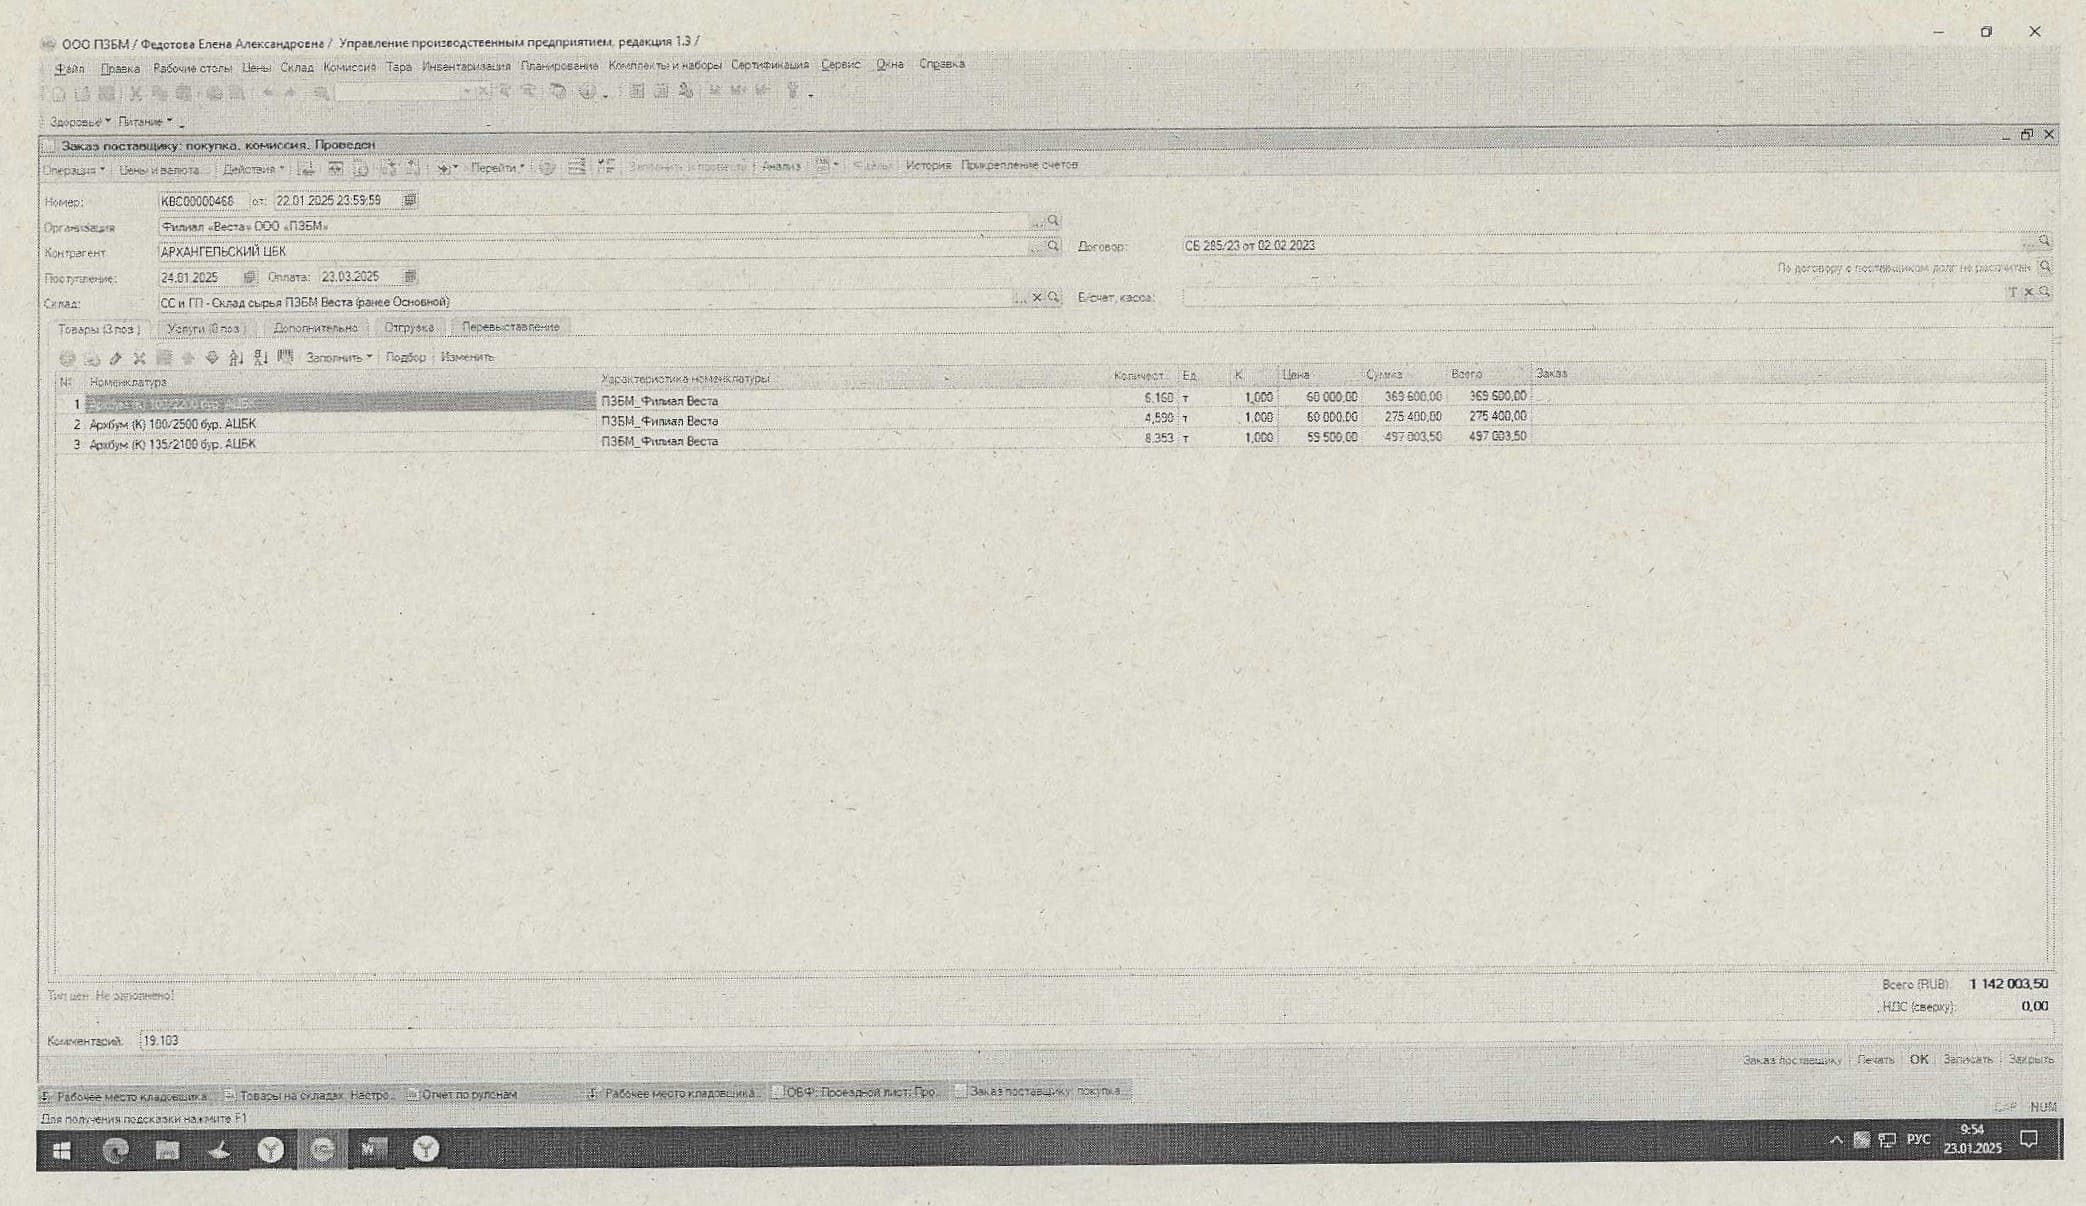 ООО ПЗБМ / Федотова Елена Александровна / Управление производственным предприятием, редакция 1.3 /
Файл Правка Рабочие столы Цены Склад Комиссия Тара Инвентаризация Планирование Комплекты и наборы Сертификация Сервис Окна Справка
Здоровье Питание
Заказ поставщику: покупка, комиссия. Проведен
Операция Цены и валюта... Действия Перейти Анализ История Прикрепление счетов
Номер: КВС00000468 от: 22.01.2025 23:59:59
Организация Филиал «Веста» ООО «ПЗБМ»
Контрагент АРХАНГЕЛЬСКИЙ ЦБК Договор: СБ 285/23 от 02.02.2023
Поступление: 24.01.2025 Оплата: 23.03.2025 По договору с поставщиком долг не рассчитан
Склад: СС и ГП - Склад сырья ПЗБМ Веста (ранее Основной) ... Б/счет, касса: T
Товары (3 поз.) Услуги (0 поз.) Дополнительно Отгрузка Перевыставление
Заполнить Подбор Изменить
№ Номенклатура Характеристика номенклатуры Количест... Ед. К. Цена Сумма Всего Заказ
1 ПЗБМ_Филиал Веста 6,160 т 1,000 60 000,00 369 600,00 369 600,00
2 Архбум (К) 100/2500 бур. АЦБК ПЗБМ_Филиал Веста 4,590 т 1,000 60 000,00 275 400,00 275 400,00
3 Архбум (К) 135/2100 бур. АЦБК ПЗБМ_Филиал Веста 8,353 т 1,000 59 500,00 497 003,50 497 003,50
Тип цен: Не заполнено! Всего (RUB): 1 142 003,50
НДС (сверху): 0,00
Комментарий: 19.103
Заказ поставщику Печать OK Записать Закрыть
Рабочее место кладовщика Товары на складах, Настро... Отчет по рулонам Рабочее место кладовщика... ОБФ: Проездной лист: Про... Заказ поставщику: покупка...
Для получения подсказки нажмите F1 CAP NUM
РУС 9:54
23.01.2025